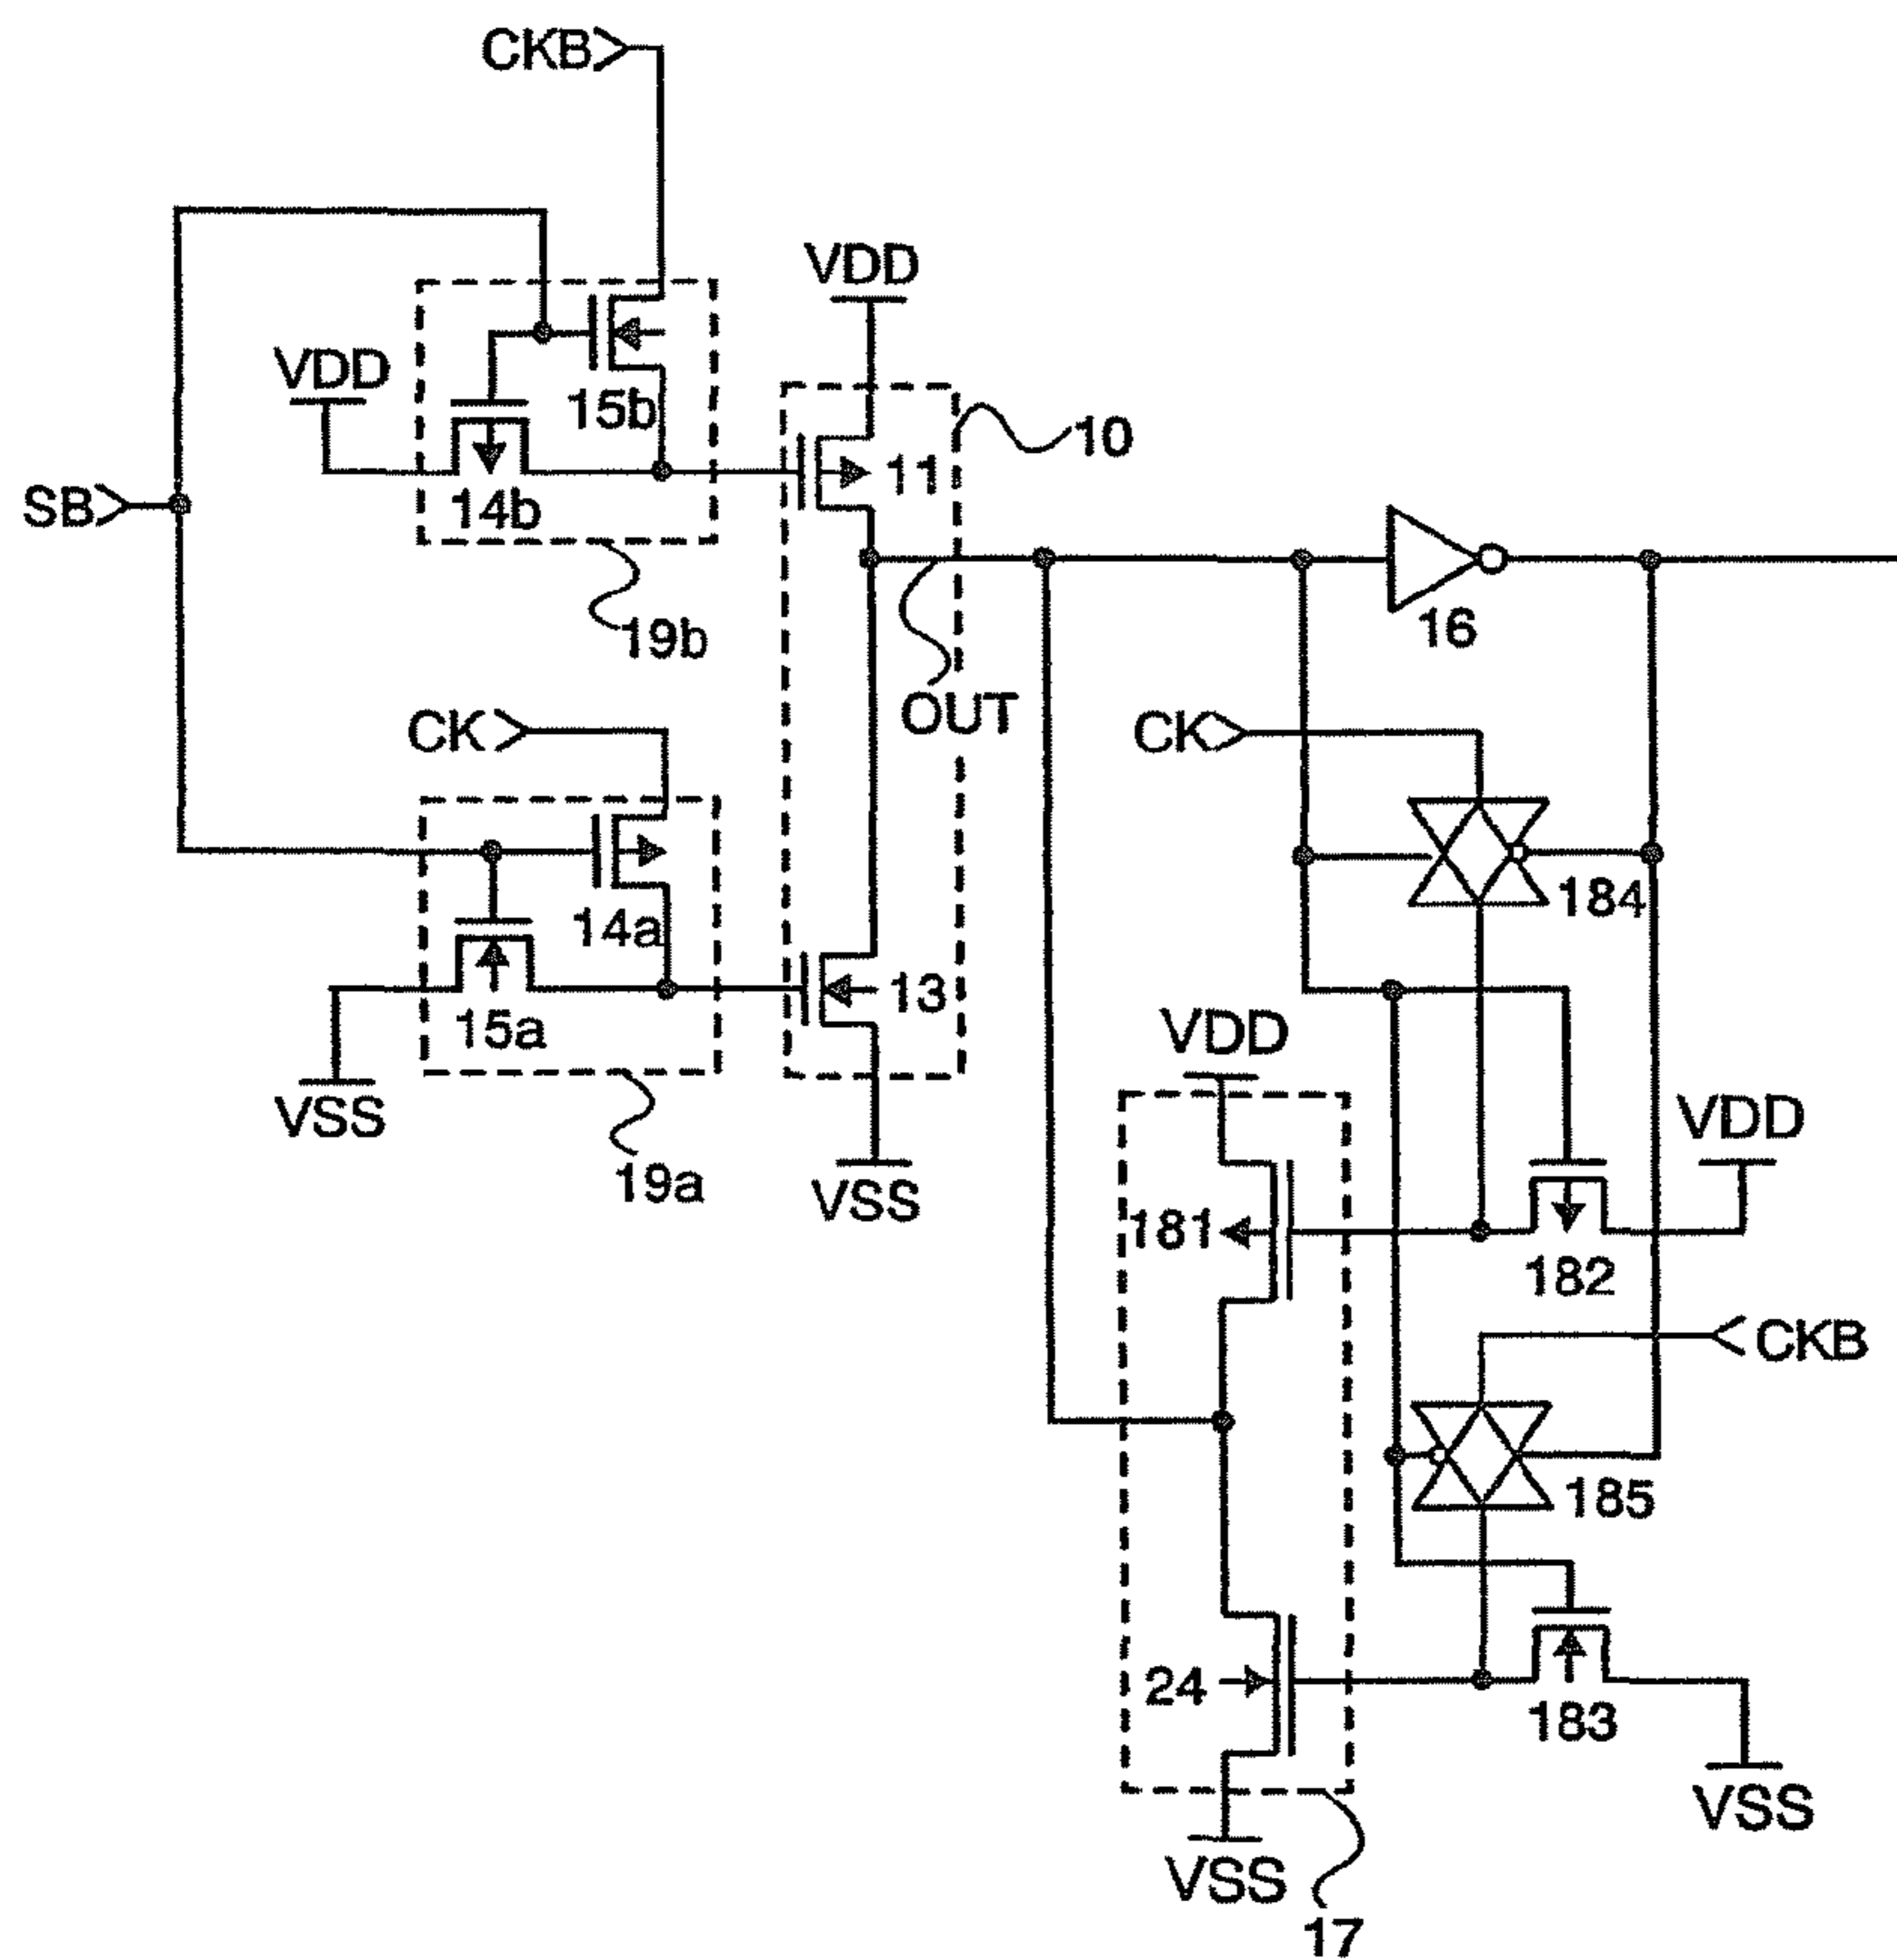 CKB
VDD
VDD
15b
10
11
SB
14b
16
19b
OUT
CK
CK
184
14a
13
15a
VDD
VDD
VSS
19a
VSS
181
182
CKB
185
24
183
VSS
VSS
17